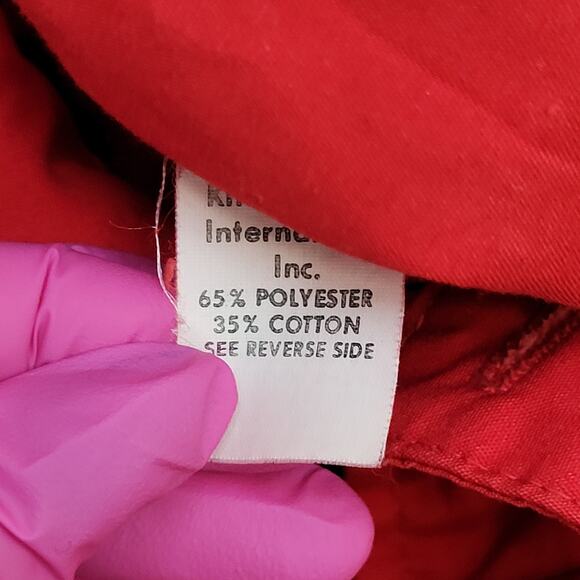 Inc.
65% POLYESTER
35% COTTON
SEE REVERSE SIDE